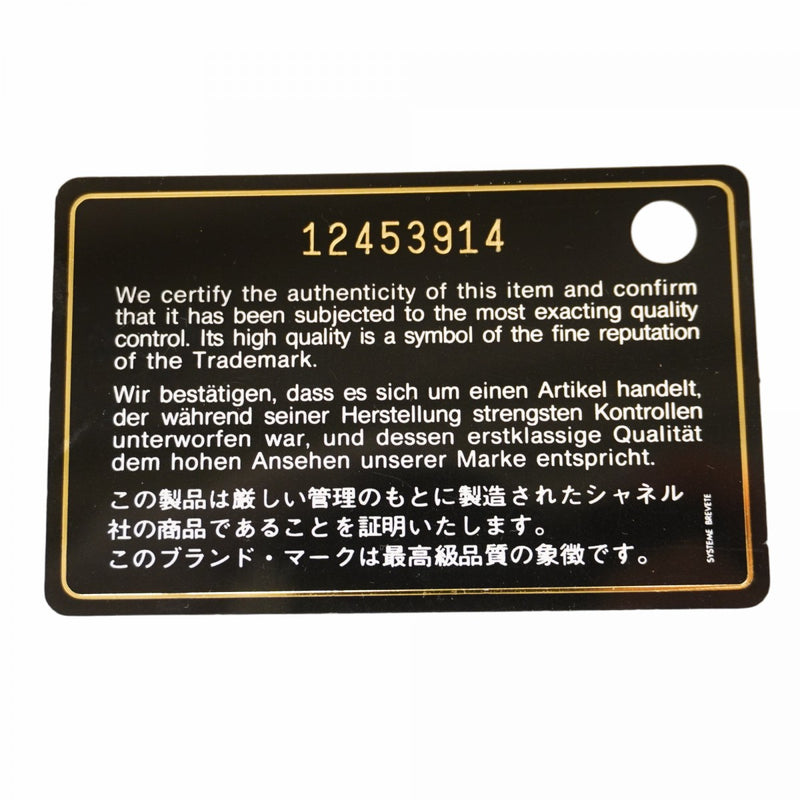 12453914
We certify the authenticity of this item and confirm
that it has been subjected to the most exacting quality
control. Its high quality is a symbol of the fine reputation
of the Trademark.
Wir bestätigen, dass es sich um einen Artikel handelt,
der während seiner Herstellung strengsten Kontrollen
unterworfen war, und dessen erstklassige Qualität
dem hohen Ansehen unserer Marke entspricht.
この製品は厳しい管理のもとに製造されたシャネル
社の商品であることを証明いたします。
このブランド・マークは最高級品質の象徴です。
SYSTEME BREVETE